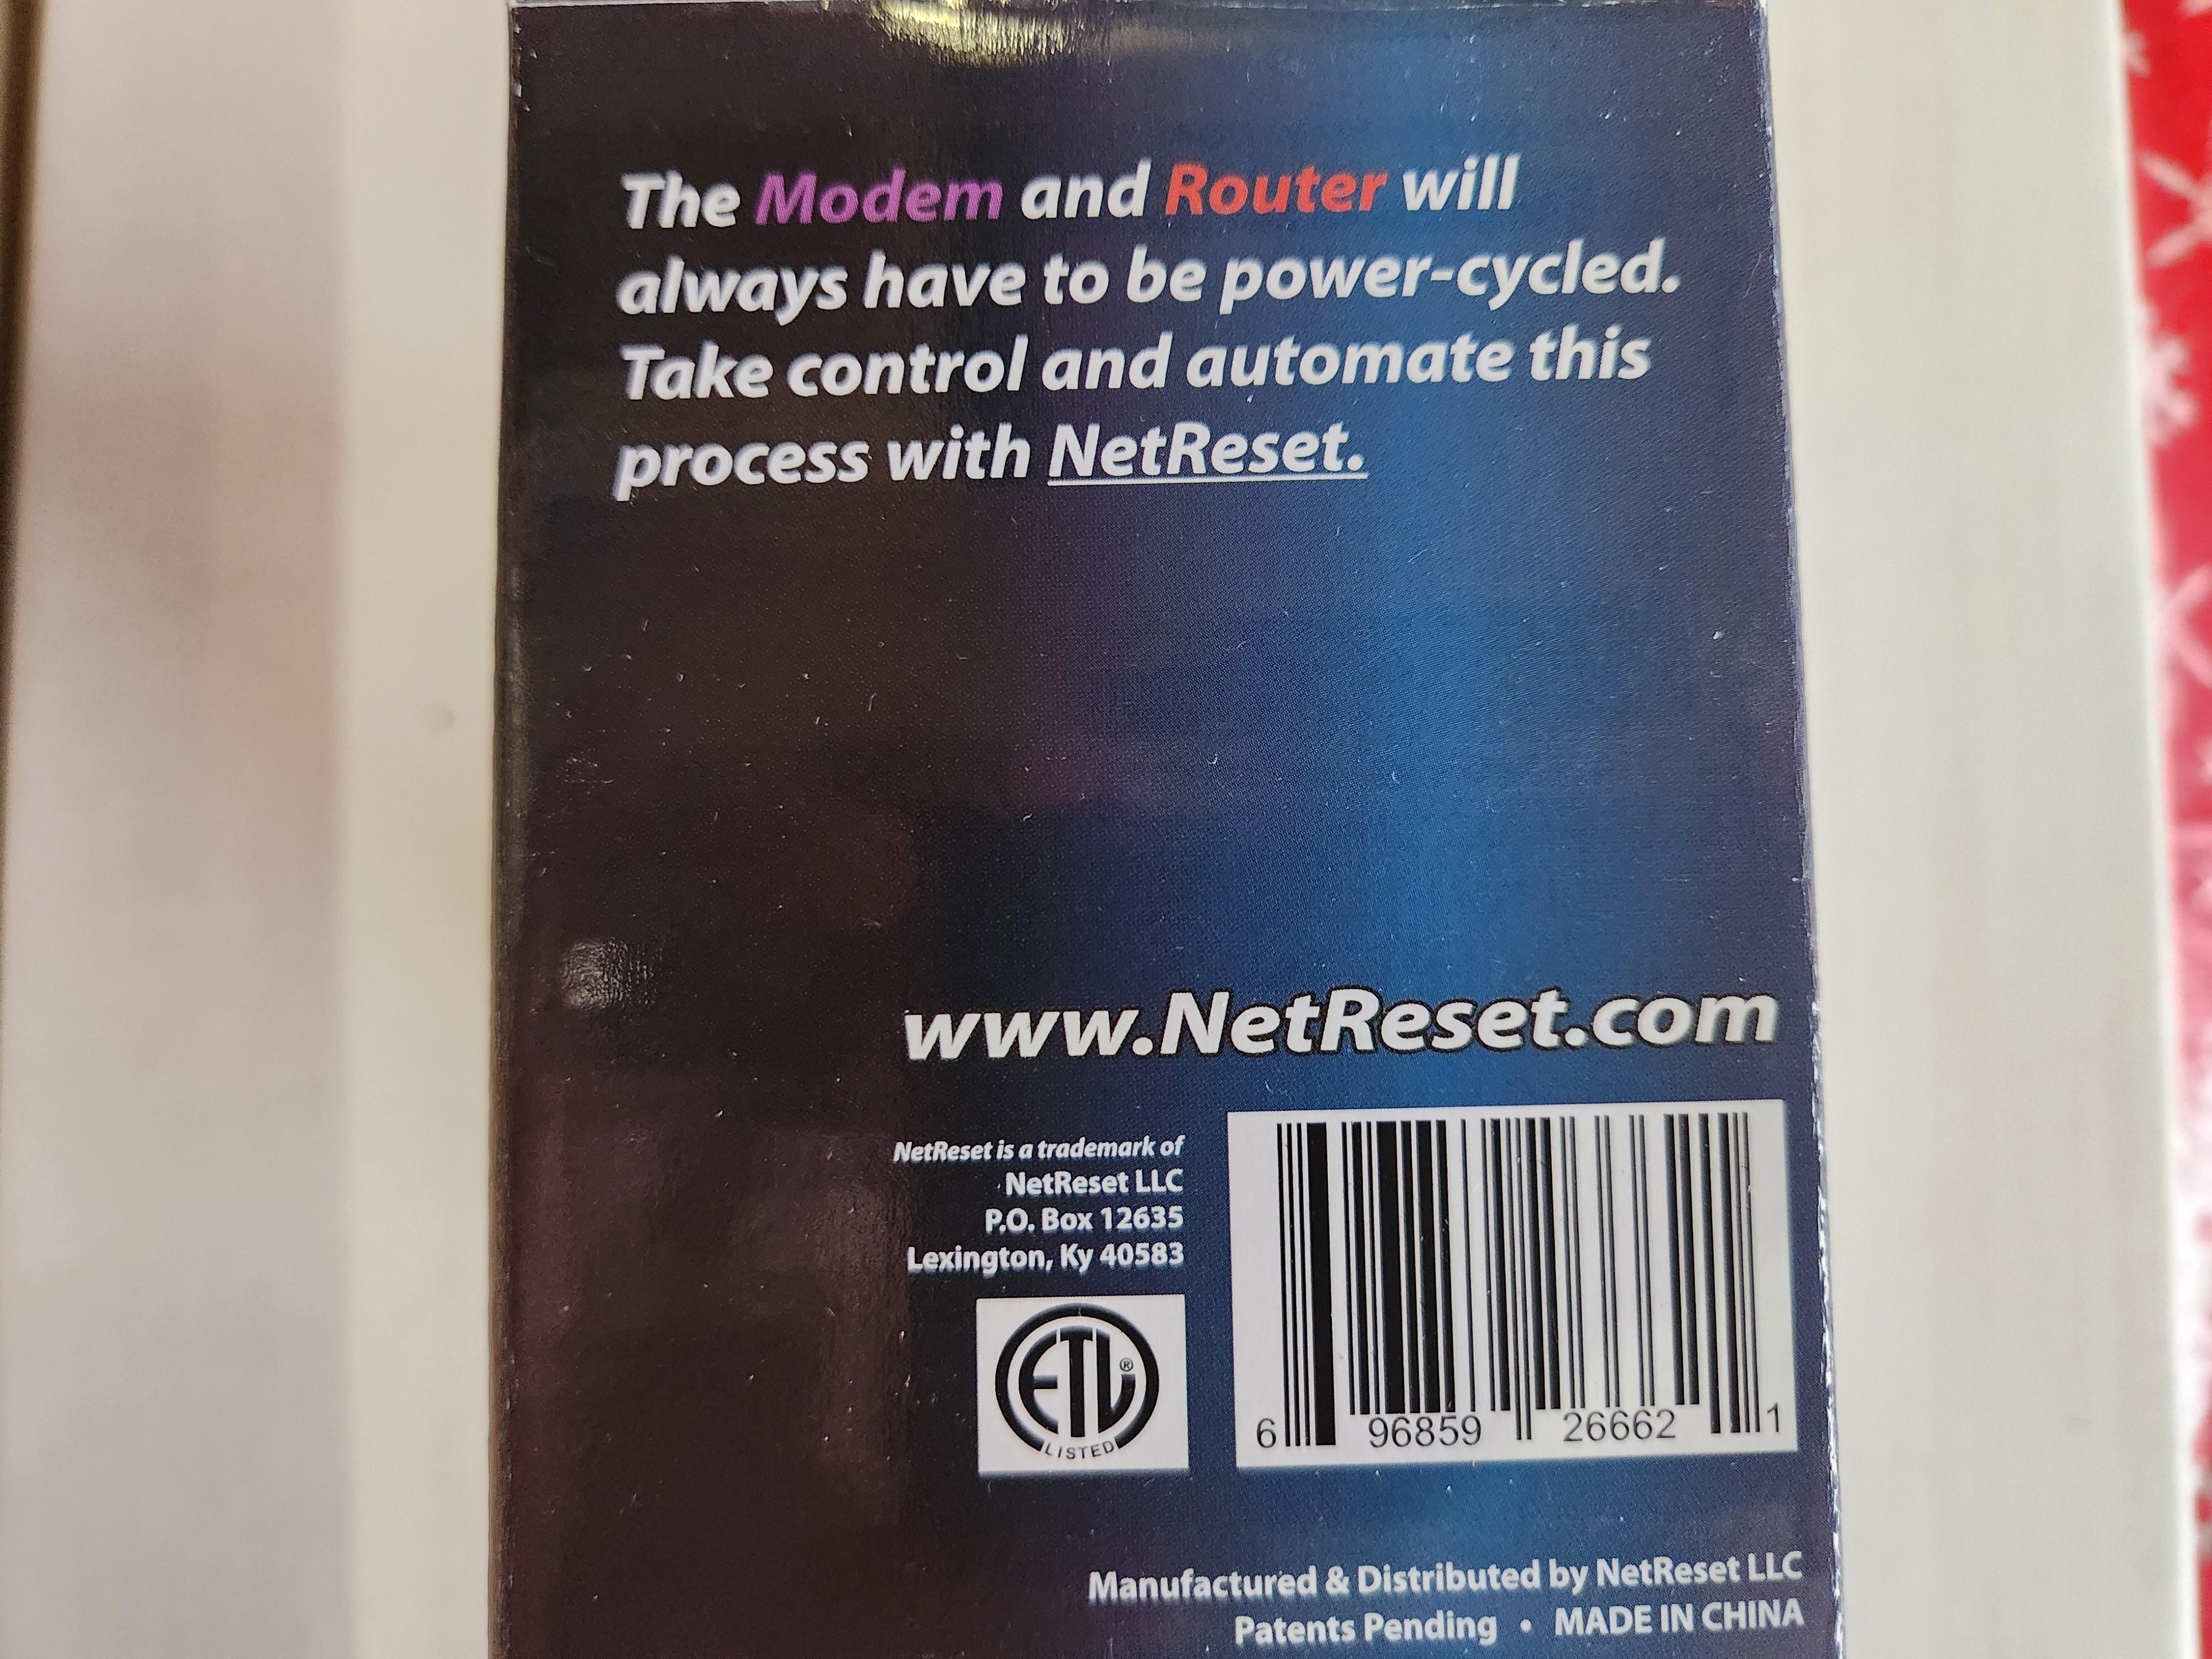 The Modem and Router will
always have to be power-cycled.
Take control and automate this
process with NetReset.
www.NetReset.com
NetReset is a trademark of
NetReset LLC
P.O. Box 12635
Lexington, Ky 40583
ETL®
LISTED
6 96859 26662 1
Manufactured & Distributed by NetReset LLC
Patents Pending • MADE IN CHINA